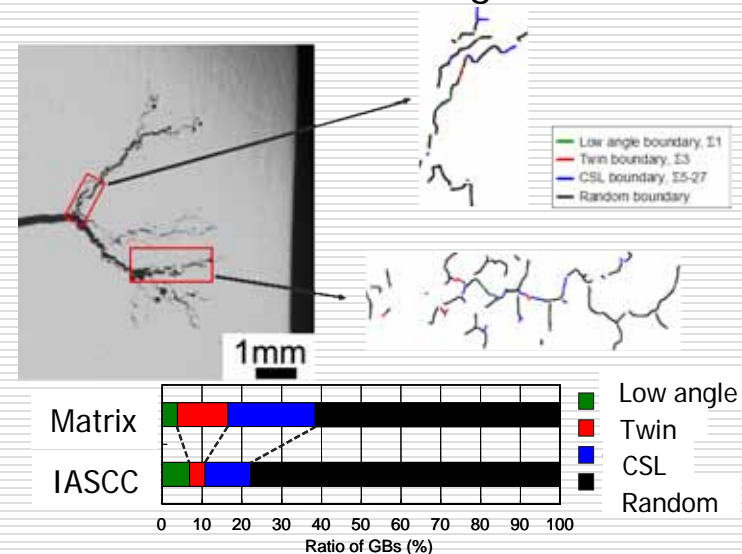 Low angle boundary, Σ1
Twin boundary, Σ3
CSL boundary, Σ5-27
Random boundary
1mm
Matrix
IASCC
Low angle
Twin
CSL
Random
0 10 20 30 40 50 60 70 80 90 100
Ratio of GBs (%)